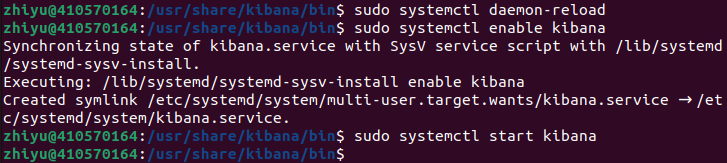 zhiyu@410570164:/usr/share/kibana/bin$ sudo systemctl daemon-reload
zhiyu@410570164:/usr/share/kibana/bin$ sudo systemctl enable kibana
Synchronizing state of kibana.service with SysV service script with /lib/systemd
/systemd-sysv-install.
Executing: /lib/systemd/systemd-sysv-install enable kibana
Created symlink /etc/systemd/system/multi-user.target.wants/kibana.service → /et
c/systemd/system/kibana.service.
zhiyu@410570164:/usr/share/kibana/bin$ sudo systemctl start kibana
zhiyu@410570164:/usr/share/kibana/bin$